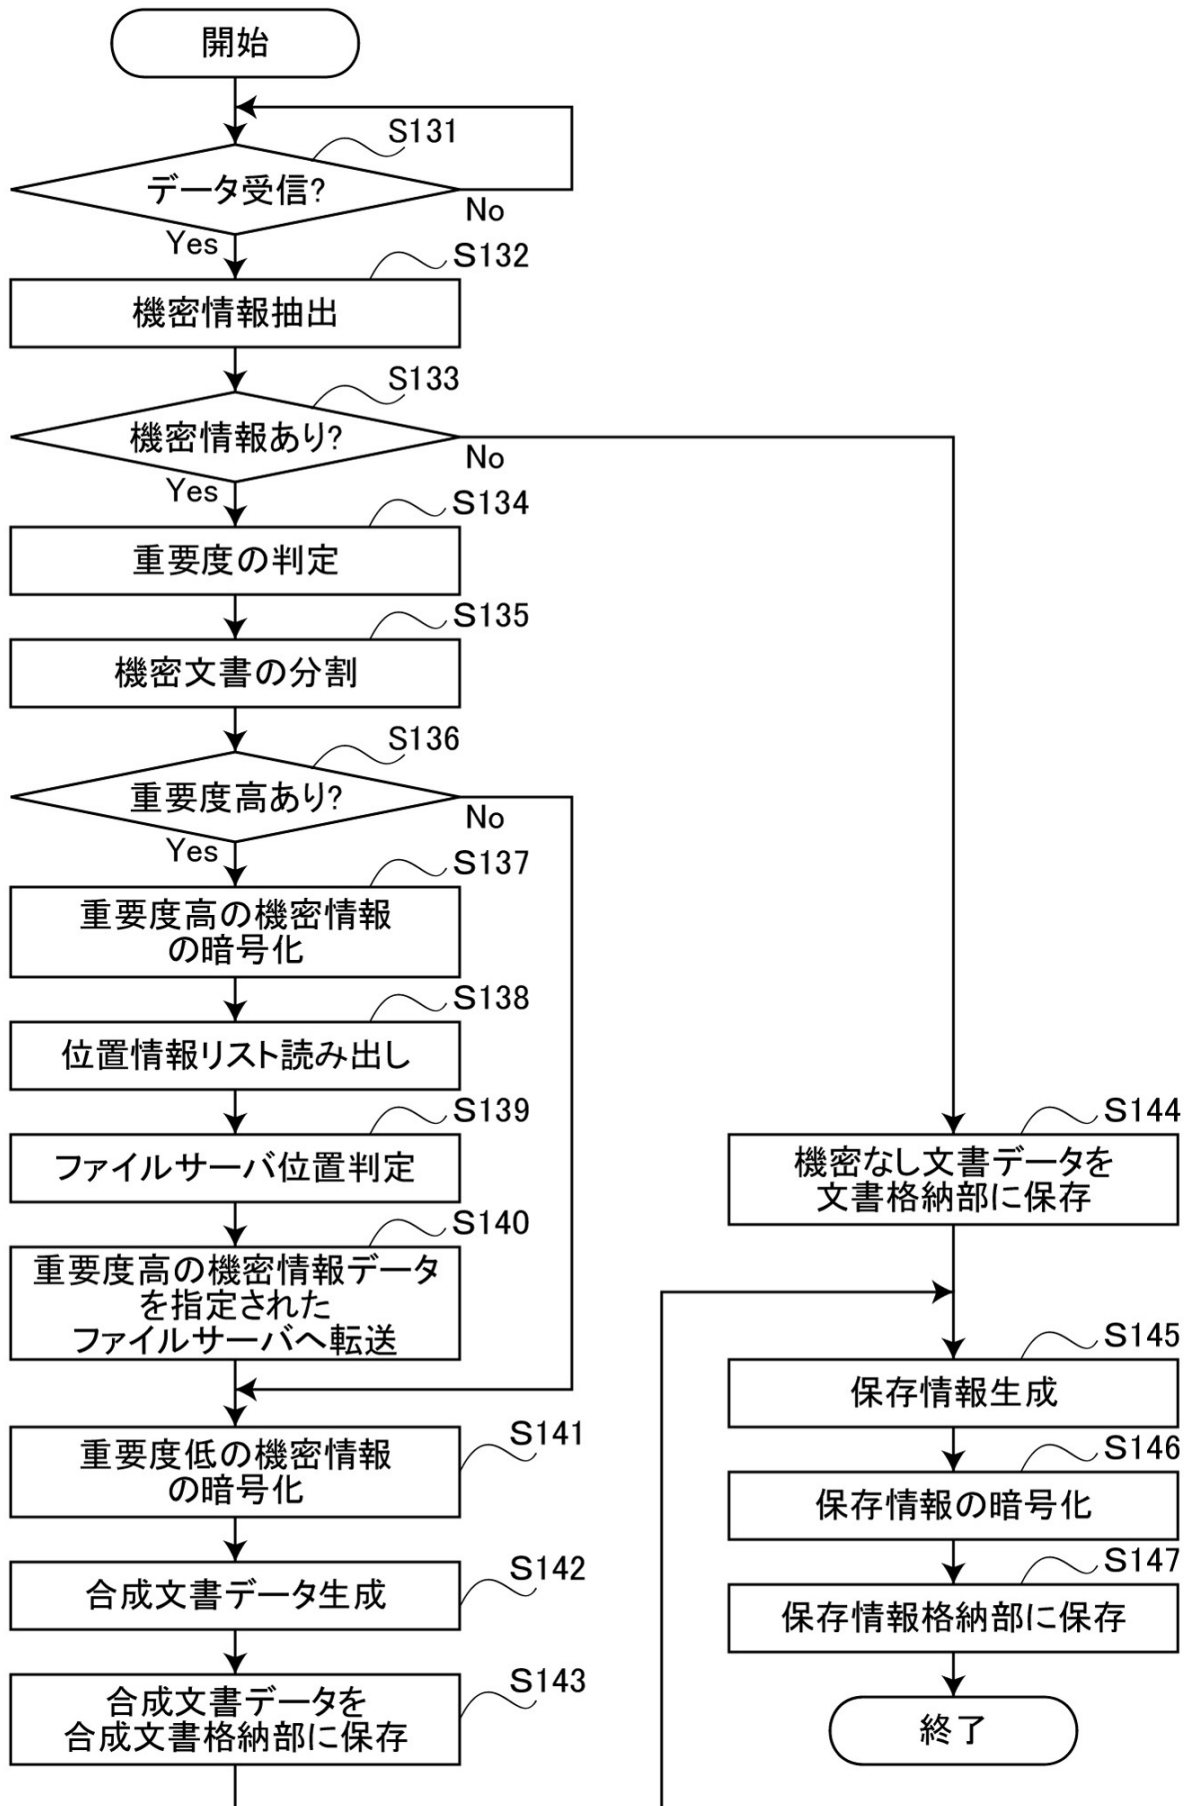 開始
S131
データ受信?
No
Yes
S132
機密情報抽出
S133
機密情報あり?
No
Yes
S134
重要度の判定
S135
機密文書の分割
S136
重要度高あり?
No
Yes
S137
重要度高の機密情報
の暗号化
S138
位置情報リスト読み出し
S139
ファイルサーバ位置判定
S140
重要度高の機密情報データ
を指定された
ファイルサーバへ転送
S141
重要度低の機密情報
の暗号化
S142
合成文書データ生成
S143
合成文書データを
合成文書格納部に保存
S144
機密なし文書データを
文書格納部に保存
S145
保存情報生成
S146
保存情報の暗号化
S147
保存情報格納部に保存
終了